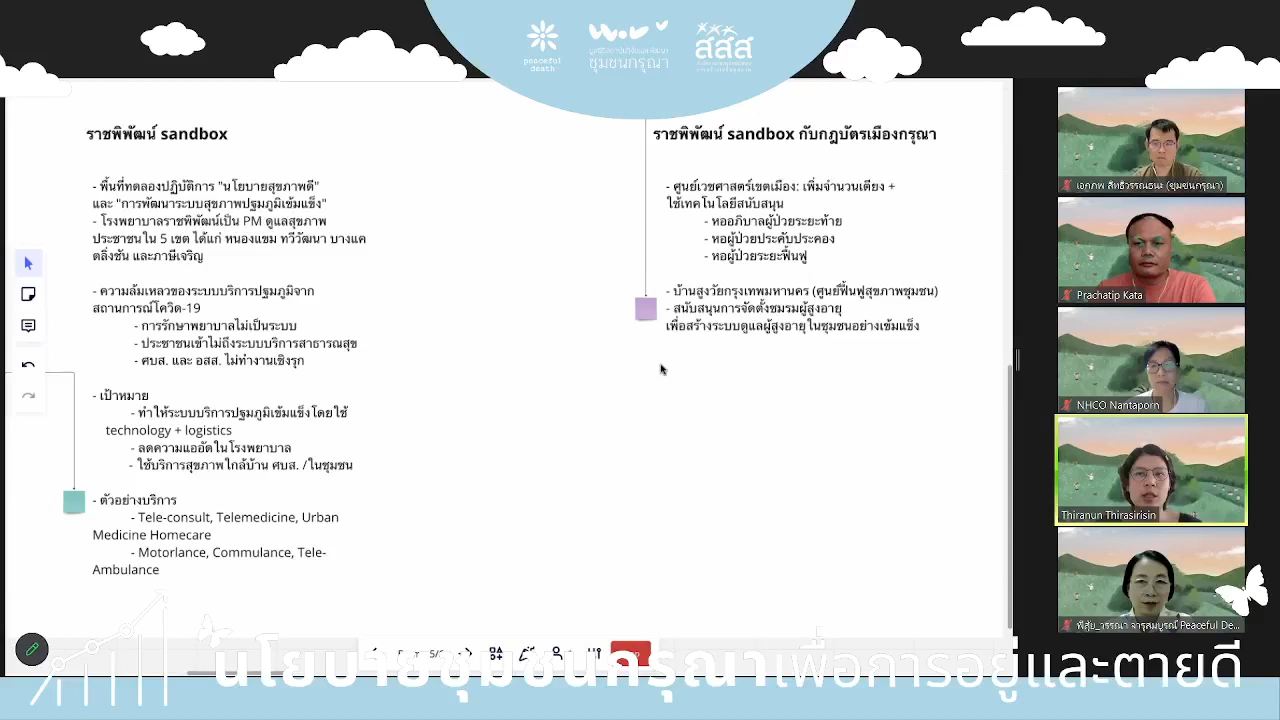 peaceful
death
ชุมชนกรุณา
สสส
ราชพิพัฒน์ sandbox
- พื้นที่ทดลองปฏิบัติการ "นโยบายสุขภาพดี"
และ "การพัฒนาระบบสุขภาพปฐมภูมิเข้มแข็ง"
- โรงพยาบาลราชพิพัฒน์เป็น PM ดูแลสุขภาพ
ประชาชนใน 5 เขต ได้แก่ หนองแขม ทวีวัฒนา บางแค
ตลิ่งชัน และภาษีเจริญ
- ความล้มเหลวของระบบบริการปฐมภูมิจาก
สถานการณ์โควิด-19
- การรักษาพยาบาลไม่เป็นระบบ
- ประชาชนเข้าไม่ถึงระบบบริการสาธารณสุข
- ศบส. และ อสส. ไม่ทำงานเชิงรุก
- เป้าหมาย
- ทำให้ระบบบริการปฐมภูมิเข้มแข็งโดยใช้
technology + logistics
- ลดความแออัดในโรงพยาบาล
- ใช้บริการสุขภาพใกล้บ้าน ศบส. /ในชุมชน
- ตัวอย่างบริการ
- Tele-consult, Telemedicine, Urban
Medicine Homecare
- Motorlance, Commulance, Tele-
Ambulance
ราชพิพัฒน์ sandbox กับกฎบัตรเมืองกรุณา
- ศูนย์เวชศาสตร์เขตเมือง: เพิ่มจำนวนเตียง +
ใช้เทคโนโลยีสนับสนุน
- หออภิบาลผู้ป่วยระยะท้าย
- หอผู้ป่วยประคับประคอง
- หอผู้ป่วยระยะฟื้นฟู
- บ้านสูงวัยกรุงเทพมหานคร (ศูนย์ฟื้นฟูสุขภาพชุมชน)
- สนับสนุนการจัดตั้งชมรมผู้สูงอายุ
เพื่อสร้างระบบดูแลผู้สูงอายุในชุมชนอย่างเข้มแข็ง
เอกภพ สิทธิวรรณธนะ (ชุมชนกรุณา)
Prachatip Kata
NHCO Nantaporn
Thiranun Thirasirisin
พี่สุ้ย_วรรณา จารุสมบูรณ์ Peaceful De...
นโยบายชุมชนกรุณาเพื่อการอยู่และตายดี